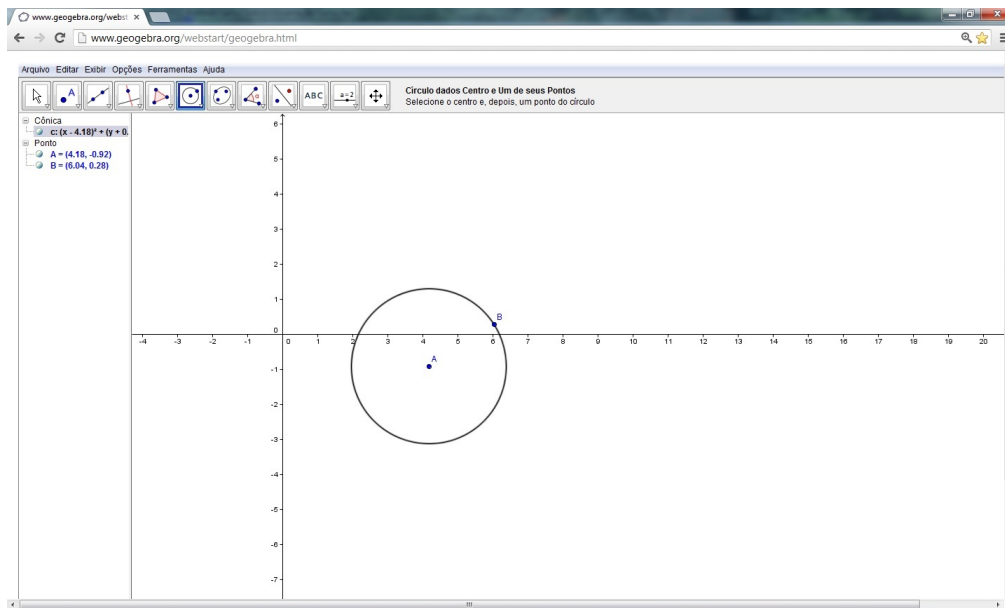 www.geogebra.org/webst ×
www.geogebra.org/webstart/geogebra.html
Arquivo Editar Exibir Opções Ferramentas Ajuda
A
ABC
a=2
Círculo dados Centro e Um de seus Pontos
Selecione o centro e, depois, um ponto do círculo
Cônica
c: (x - 4.18)² + (y + 0.
Ponto
A = (4.18, -0.92)
B = (6.04, 0.28)
6
5
4
3
2
1
0
-1
-2
-3
-4
-5
-6
-7
-4 -3 -2 -1 0 1 2 3 4 5 6 7 8 9 10 11 12 13 14 15 16 17 18 19 20
B
A